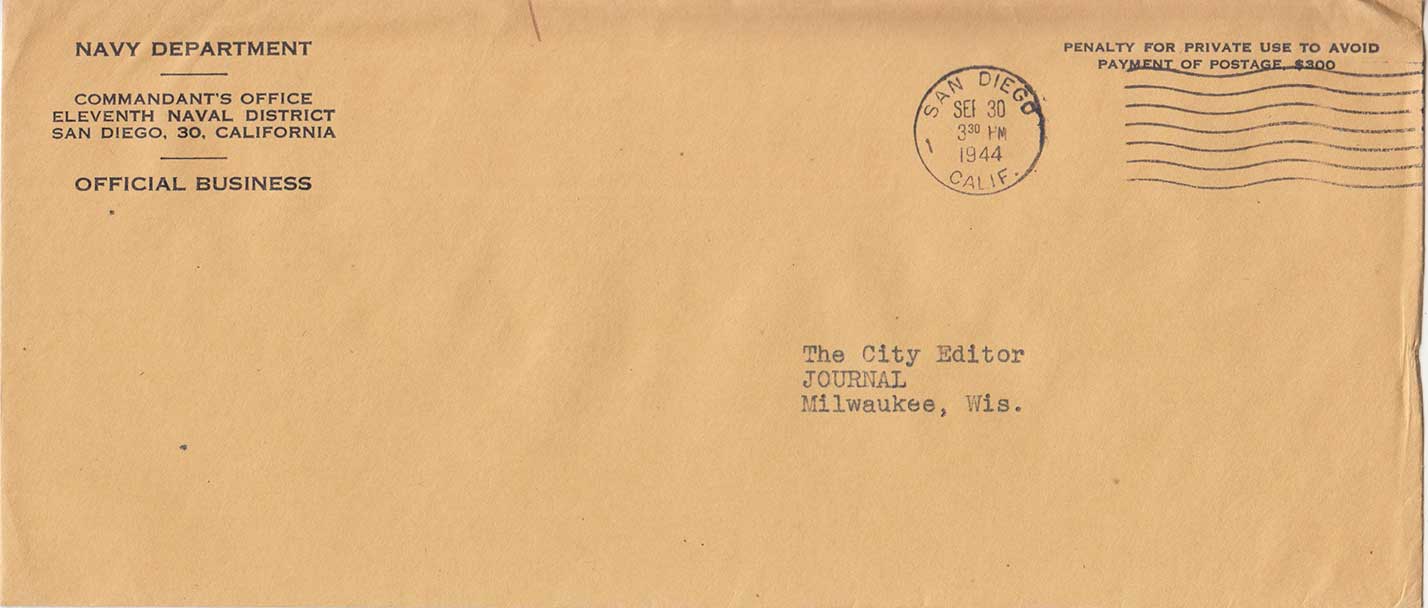 NAVY DEPARTMENT
COMMANDANT'S OFFICE
ELEVENTH NAVAL DISTRICT
SAN DIEGO, 30, CALIFORNIA
OFFICIAL BUSINESS
PENALTY FOR PRIVATE USE TO AVOID
PAYMENT OF POSTAGE, $300
SAN DIEGO
SEP 30
3³⁰ PM
1944
1
CALIF.
The City Editor
JOURNAL
Milwaukee, Wis.